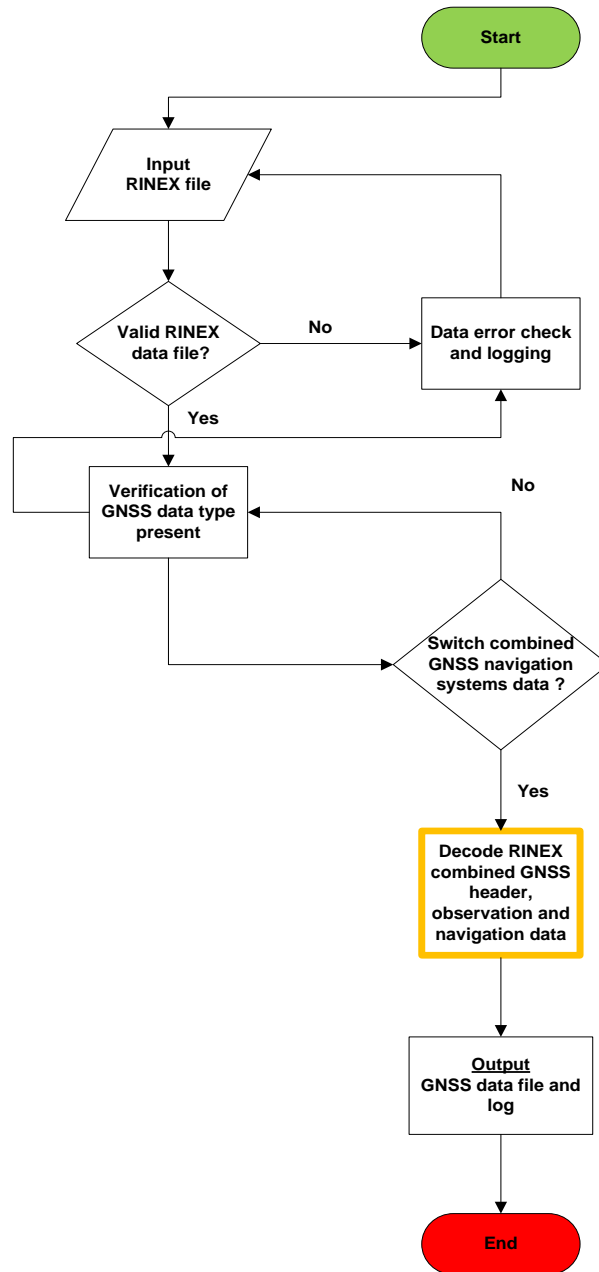 Start
Input
RINEX file
Valid RINEX
data file?
No
Data error check
and logging
Yes
Verification of
GNSS data type
present
No
Switch combined
GNSS navigation
systems data ?
Yes
Decode RINEX
combined GNSS
header,
observation and
navigation data
Output
GNSS data file and
log
End